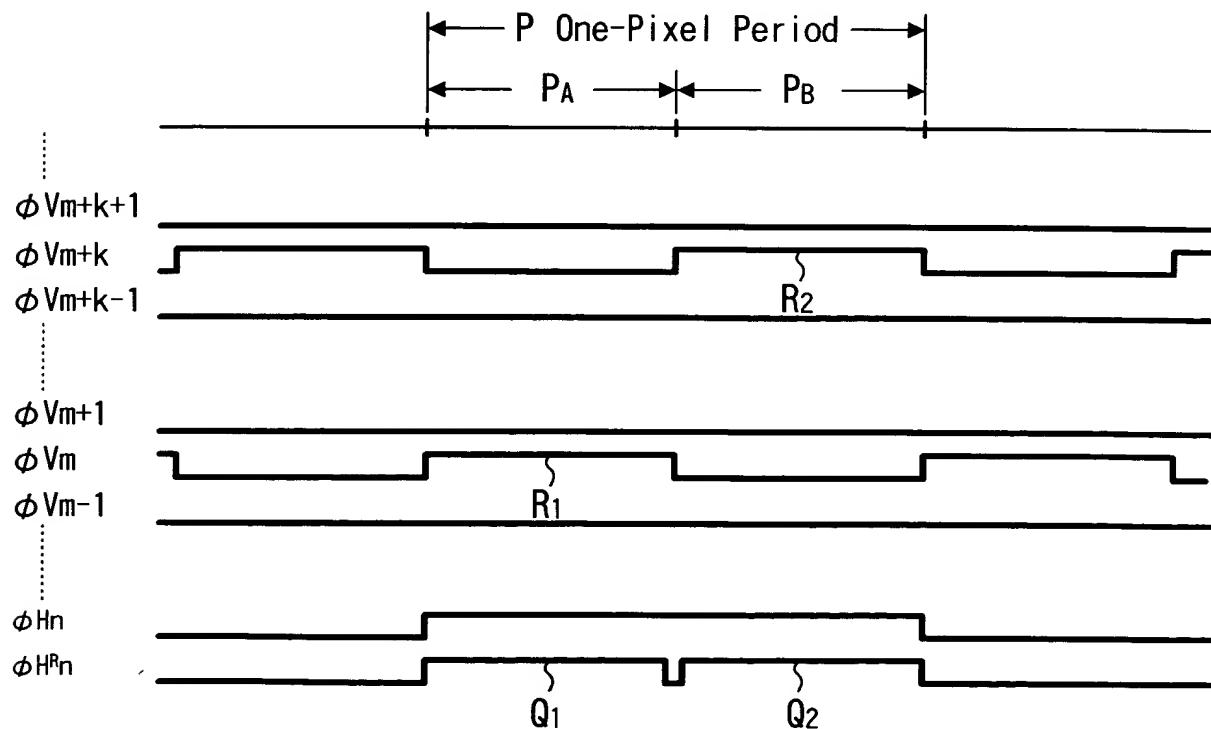 P One-Pixel Period
PA PB
ϕVm+k+1
ϕVm+k
R2
ϕVm+k-1
ϕVm+1
ϕVm
R1
ϕVm-1
ϕHn
ϕHᴿn
Q1 Q2